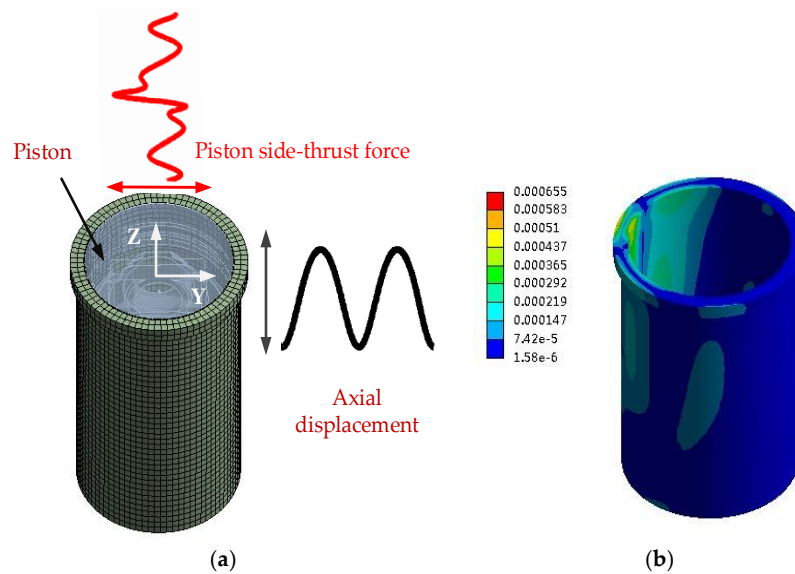 Piston side-thrust force
Piston
Z
Y
Axial
displacement
0.000655
0.000583
0.00051
0.000437
0.000365
0.000292
0.000219
0.000147
7.42e-5
1.58e-6
(a)
(b)